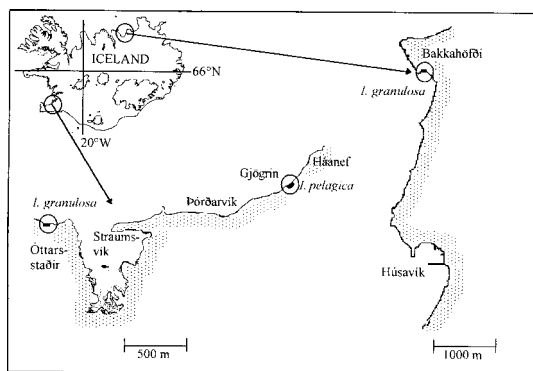 ICELAND
66°N
20°W
Bakkahöfði
I. granulosa
Háanef
Gjögrin
I. pelagica
Þórðarvík
I. granulosa
Óttars-
staðir
Straums-
vík
Húsavík
500 m
1000 m